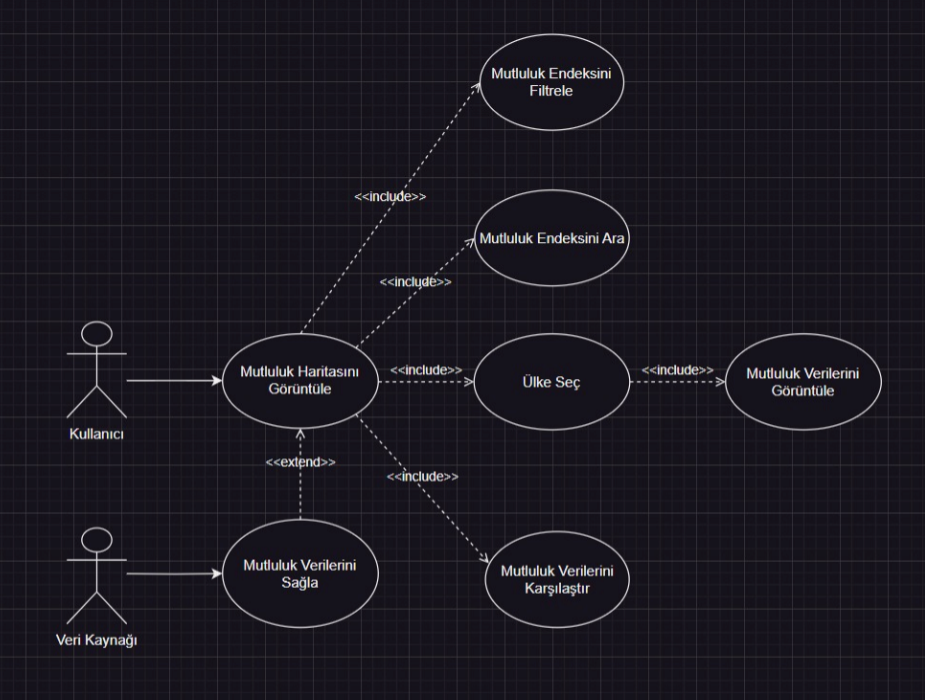 Mutluluk Endeksini
Filtrele
<<include>>
Mutluluk Endeksini Ara
<<include>>
Mutluluk Haritasını
Görüntüle
<<include>>
Ülke Seç
<<include>>
Mutluluk Verilerini
Görüntüle
Kullanıcı
<<extend>>
<<include>>
Mutluluk Verilerini
Sağla
Mutluluk Verilerini
Karşılaştır
Veri Kaynağı